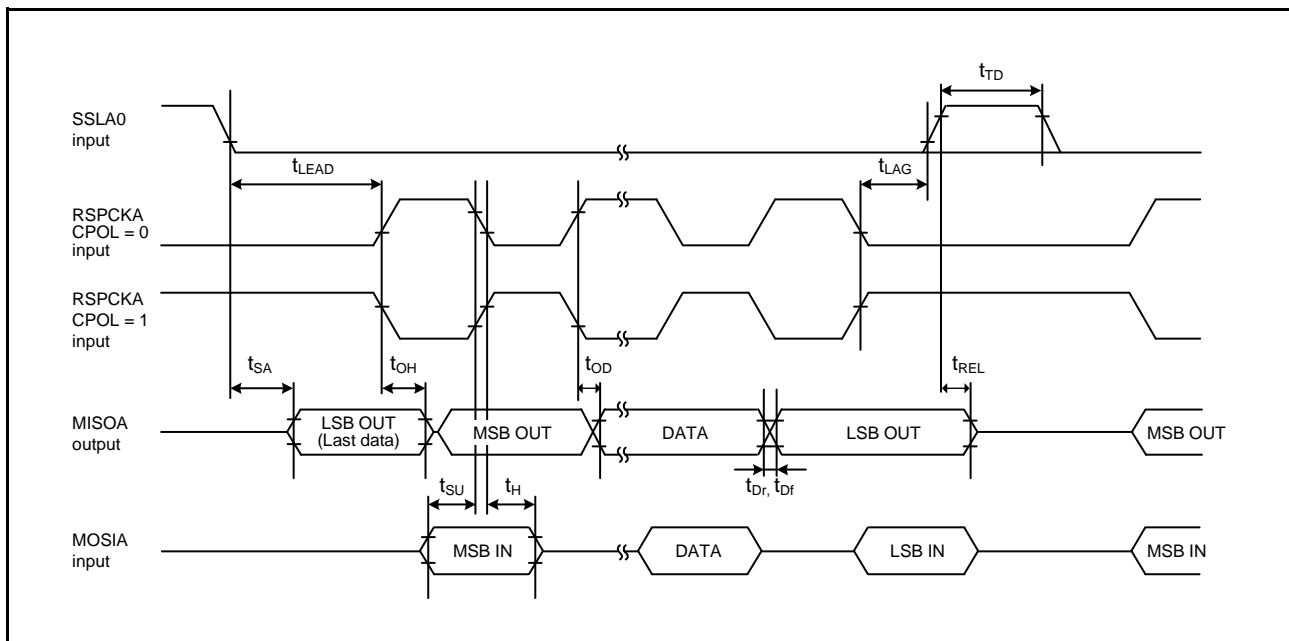 tTD
SSLA0
input
tLEAD
tLAG
RSPCKA
CPOL = 0
input
RSPCKA
CPOL = 1
input
tSA
tOH
tOD
tREL
MISOA
output
LSB OUT
(Last data)
MSB OUT
DATA
LSB OUT
MSB OUT
tSU
tH
tDr, tDf
MOSIA
input
MSB IN
DATA
LSB IN
MSB IN